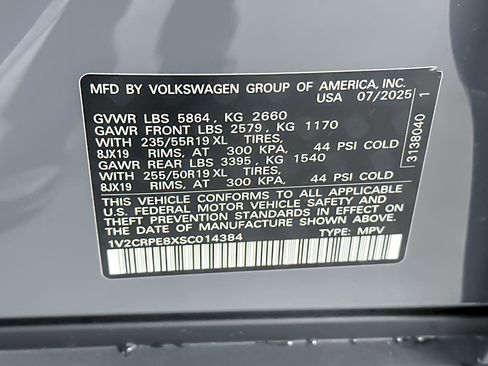 MFD BY VOLKSWAGEN GROUP OF AMERICA, INC.
USA 07/2025
GVWR LBS 5864, KG 2660
GAWR FRONT LBS 2579, KG 1170
WITH 235/55R19 XL TIRES,
8JX19 RIMS, AT 300 KPA, 44 PSI COLD
GAWR REAR LBS 3395, KG 1540
WITH 255/50R19 XL TIRES,
8JX19 RIMS, AT 300 KPA, 44 PSI COLD
THIS VEHICLE CONFORMS TO ALL APPLICABLE
U.S. FEDERAL MOTOR VEHICLE SAFETY AND
THEFT PREVENTION STANDARDS IN EFFECT ON
THE DATE OF MANUFACTURE SHOWN ABOVE
1V2CRPE8XSC014384 TYPE: MPV
3138040 1